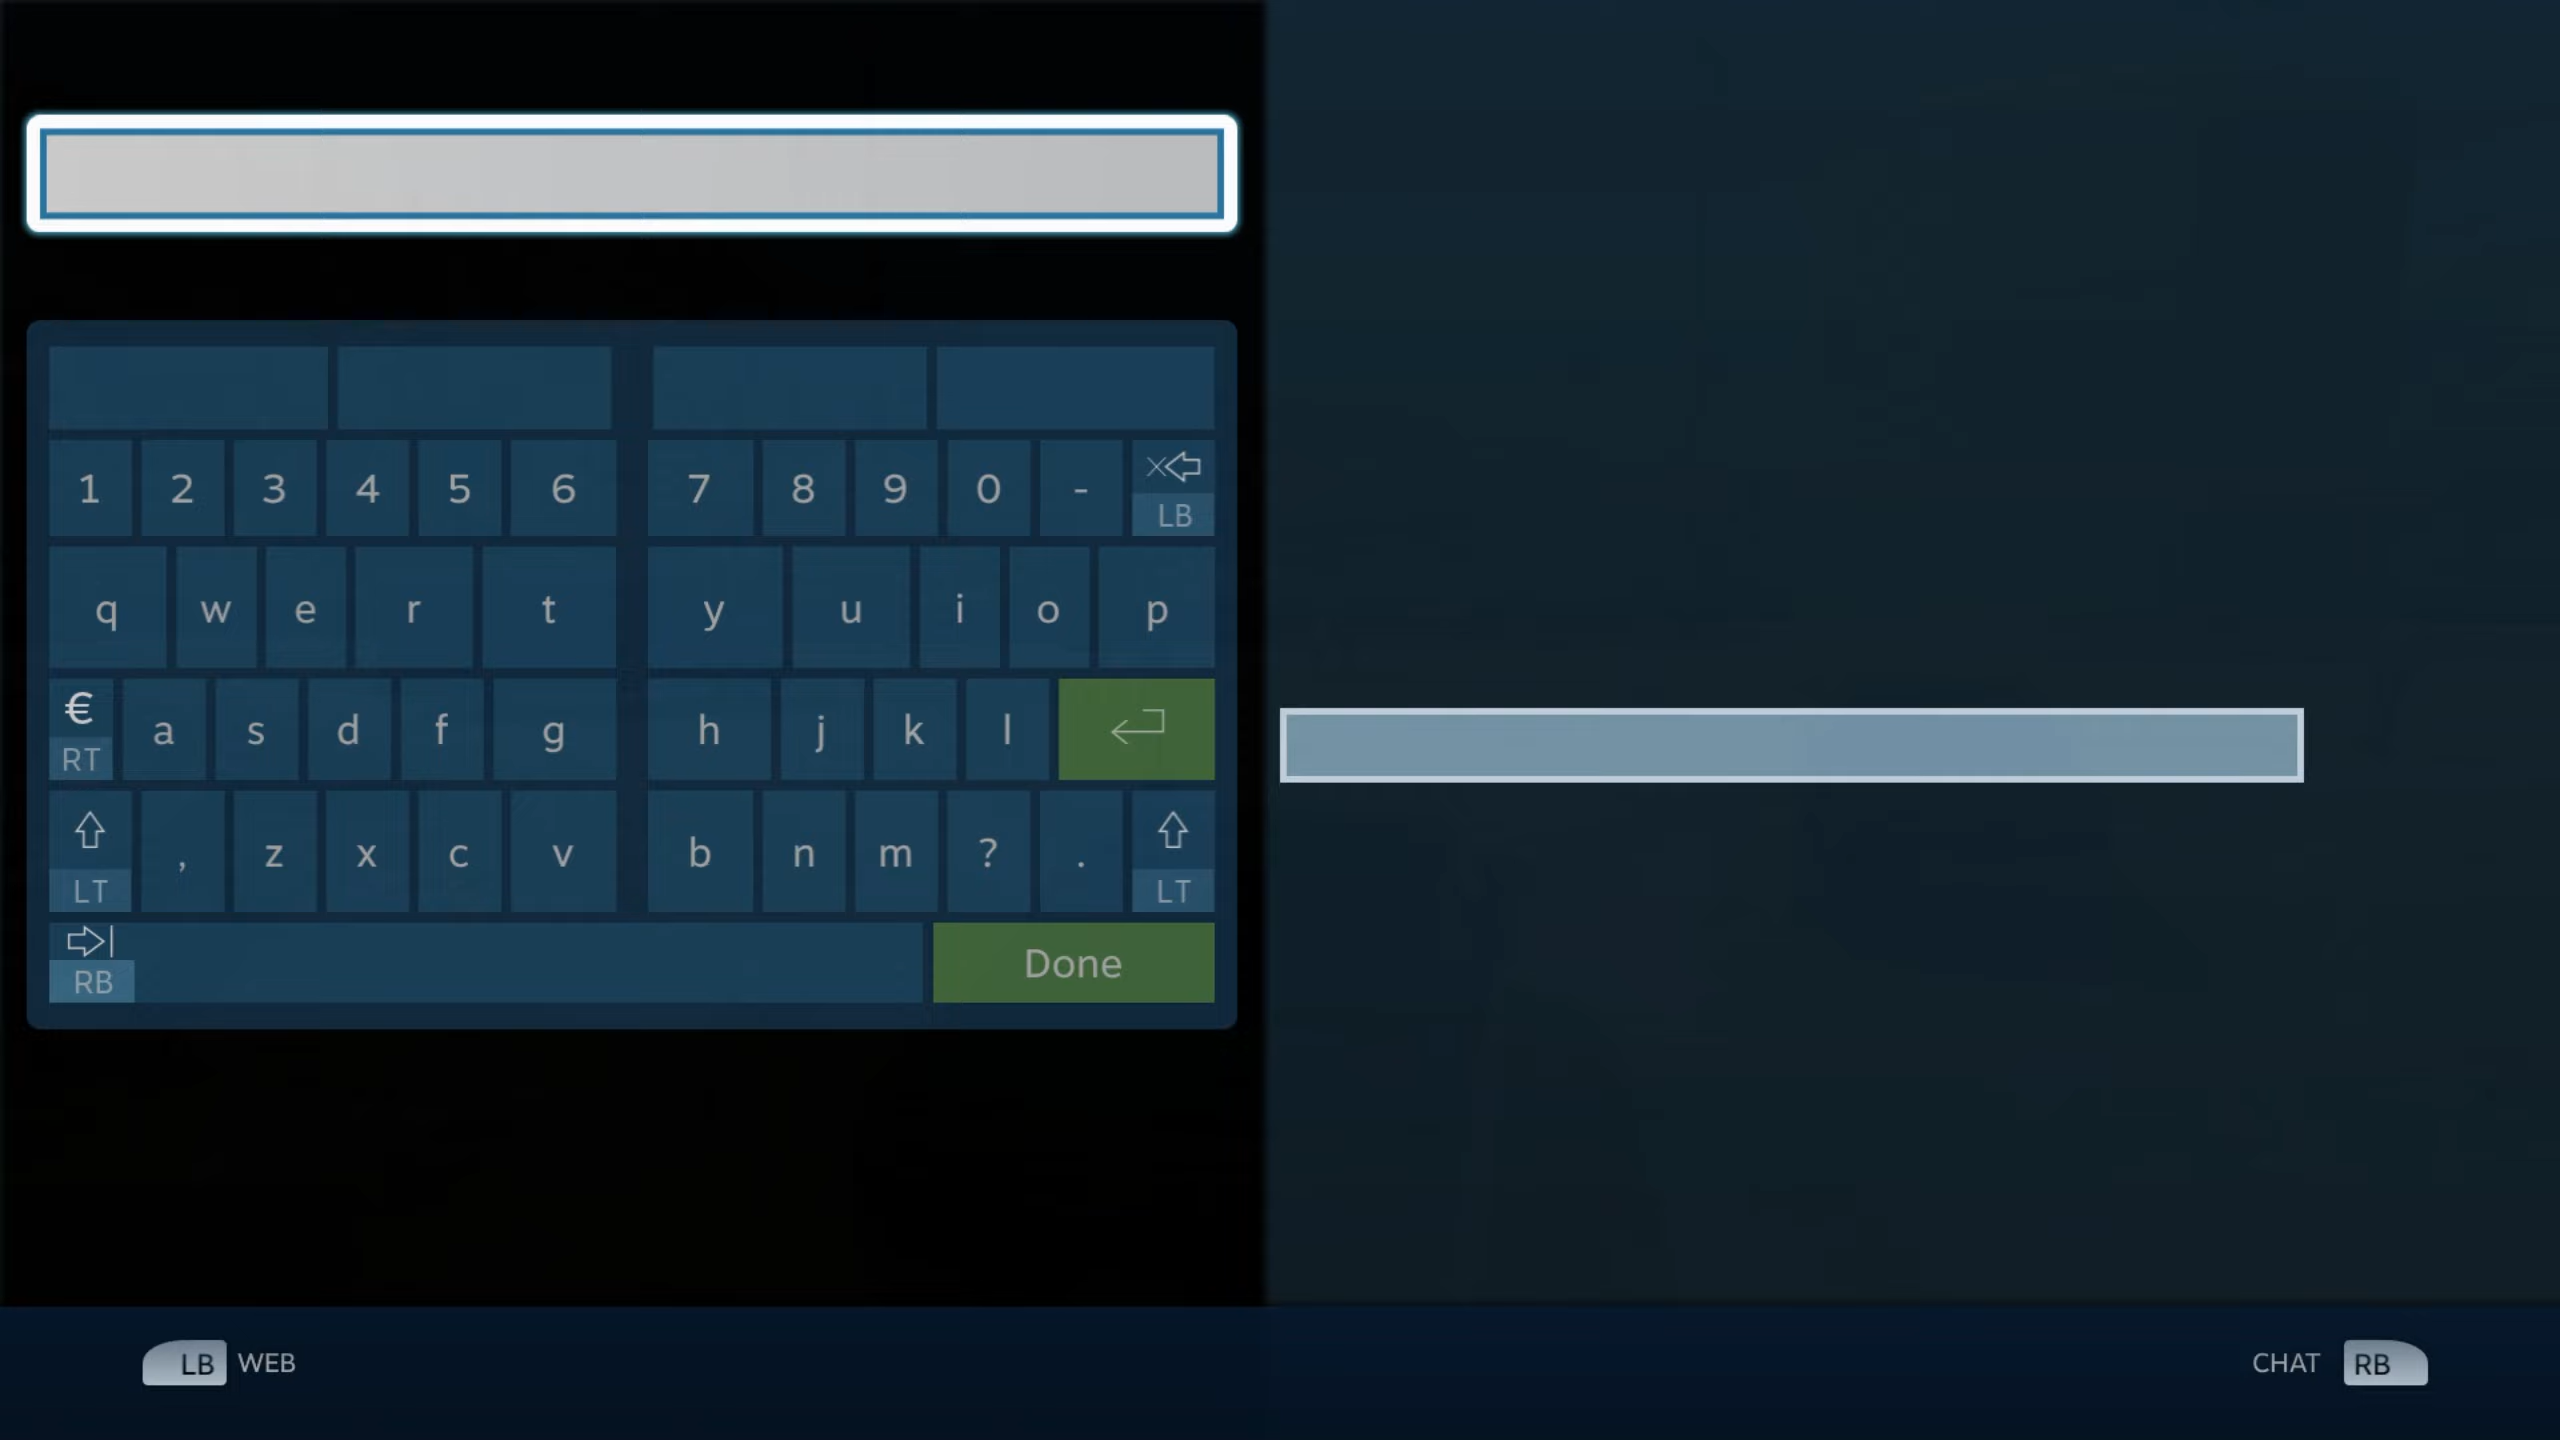 1 2 3 4 5 6 7 8 9 0 - LB
q w e r t y u i o p
€ RT a s d f g h j k l
LT , z x c v b n m ? . LT
RB Done
LB WEB CHAT RB